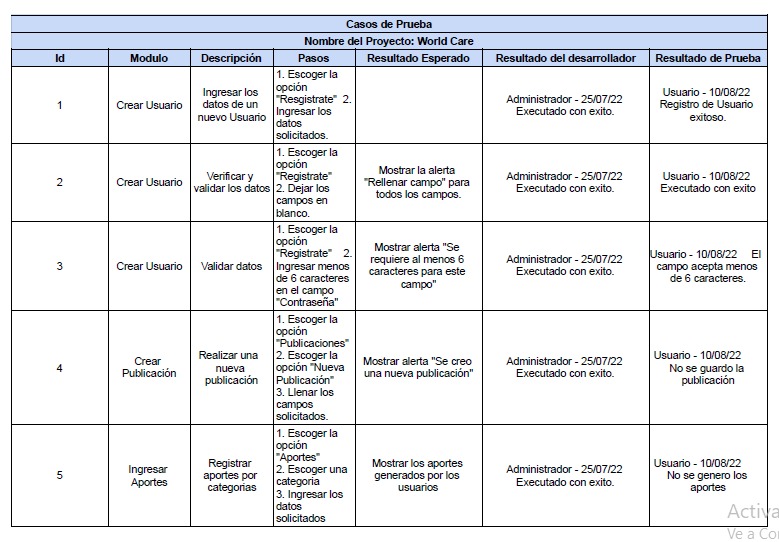 Casos de Prueba
Nombre del Proyecto: World Care
Id Modulo Descripción Pasos Resultado Esperado Resultado del desarrollador Resultado de Prueba
1
Crear Usuario
Ingresar los
datos de un
nuevo Usuario
1. Escoger la
opción
"Resgistrate" 2.
Ingresar los
datos
solicitados.
Administrador - 25/07/22
Executado con exito.
Usuario - 10/08/22
Registro de Usuario
exitoso.
2
Crear Usuario
Verificar y
validar los datos
1. Escoger la
opción
"Registrate"
2. Dejar los
campos en
blanco.
Mostrar la alerta
"Rellenar campo" para
todos los campos.
Administrador - 25/07/22
Executado con exito.
Usuario - 10/08/22
Executado con exito
3
Crear Usuario
Validar datos
1. Escoger la
opción
"Registrate" 2.
Ingresar menos
de 6 caracteres
en el campo
"Contraseña"
Mostrar alerta "Se
requiere al menos 6
caracteres para este
campo"
Administrador - 25/07/22
Executado con exito.
Usuario - 10/08/22 El
campo acepta menos
de 6 caracteres.
4
Crear
Publicación
Realizar una
nueva
publicación
1. Escoger la
opción
"Publicaciones"
2. Escoger la
opción "Nueva
Publicación"
3. Llenar los
campos
solicitados.
Mostrar alerta "Se creo
una nueva publicación"
Administrador - 25/07/22
Executado con exito.
Usuario - 10/08/22
No se guardo la
publicación
5
Ingresar
Aportes
Registrar
aportes por
categorias
1. Escoger la
opción
"Aportes"
2. Escoger una
categoria
3. Ingresar los
datos
solicitados
Mostrar los aportes
generados por los
usuarios
Administrador - 25/07/22
Executado con exito.
Usuario - 10/08/22
No se genero los
aportes
Activa
Ve a Co